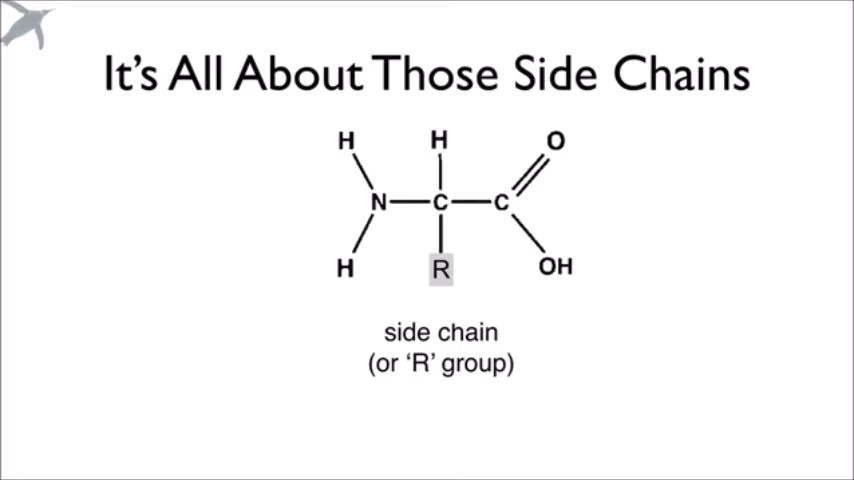 It's All About Those Side Chains
H H O
N C C
H R OH
side chain
(or ‘R’ group)